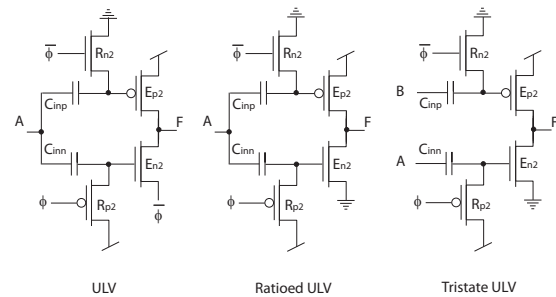 φ̅ Rn2
Cinp Ep2
A F
Cinn En2
φ Rp2 φ̅
ULV
φ̅ Rn2
Cinp Ep2
A F
Cinn En2
φ Rp2
Ratioed ULV
φ̅ Rn2
B Cinp Ep2
F
A Cinn En2
φ Rp2
Tristate ULV